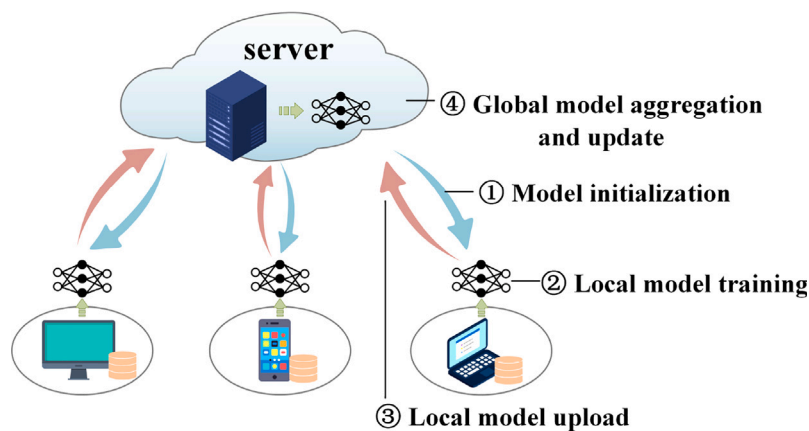 server
④ Global model aggregation
and update
① Model initialization
② Local model training
③ Local model upload